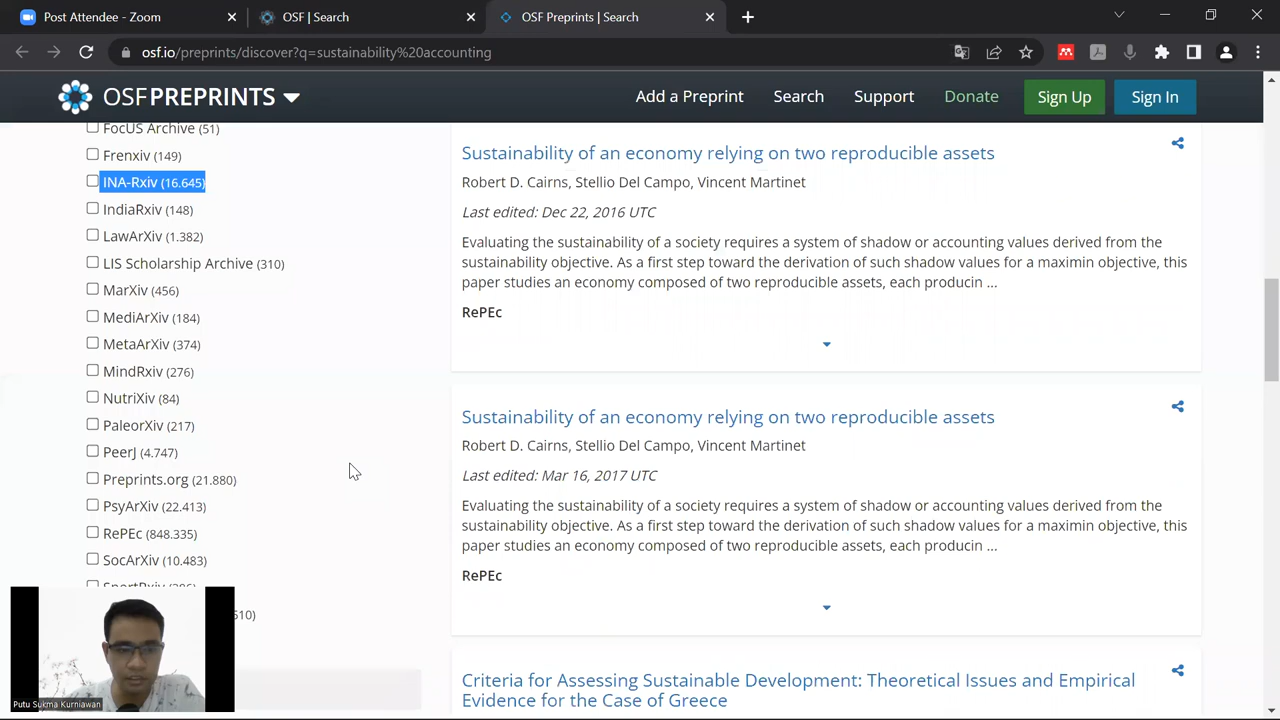 Post Attendee - Zoom
OSF | Search
OSF Preprints | Search
osf.io/preprints/discover?q=sustainability%20accounting
OSFPREPRINTS
Add a Preprint
Search
Support
Donate
Sign Up
Sign In
FocUS Archive (51)
Frenxiv (149)
INA-Rxiv (16.645)
IndiaRxiv (148)
LawArXiv (1.382)
LIS Scholarship Archive (310)
MarXiv (456)
MediArXiv (184)
MetaArXiv (374)
MindRxiv (276)
NutriXiv (84)
PaleorXiv (217)
PeerJ (4.747)
Preprints.org (21.880)
PsyArXiv (22.413)
RePEc (848.335)
SocArXiv (10.483)
SportRxiv (386)
510)
Putu Sukma Kurniawan
Sustainability of an economy relying on two reproducible assets
Robert D. Cairns, Stellio Del Campo, Vincent Martinet
Last edited: Dec 22, 2016 UTC
Evaluating the sustainability of a society requires a system of shadow or accounting values derived from the
sustainability objective. As a first step toward the derivation of such shadow values for a maximin objective, this
paper studies an economy composed of two reproducible assets, each producin ...
RePEc
Sustainability of an economy relying on two reproducible assets
Robert D. Cairns, Stellio Del Campo, Vincent Martinet
Last edited: Mar 16, 2017 UTC
Evaluating the sustainability of a society requires a system of shadow or accounting values derived from the
sustainability objective. As a first step toward the derivation of such shadow values for a maximin objective, this
paper studies an economy composed of two reproducible assets, each producin ...
RePEc
Criteria for Assessing Sustainable Development: Theoretical Issues and Empirical
Evidence for the Case of Greece